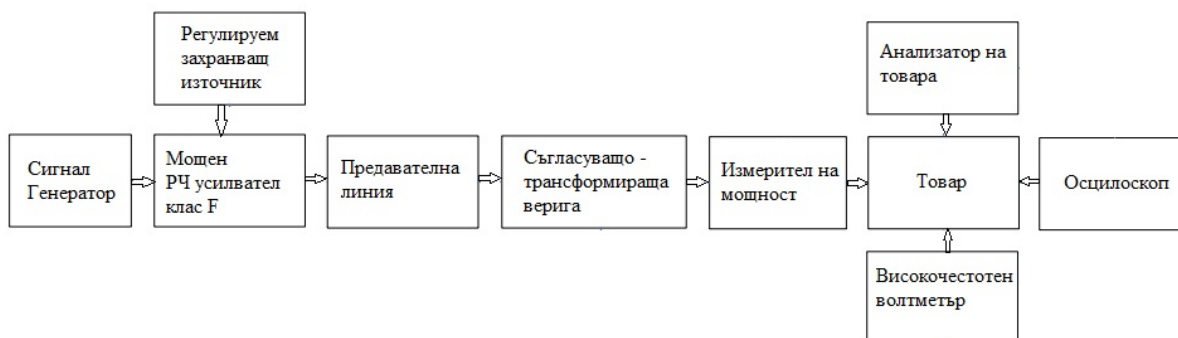 Регулируем
захранващ
източник
Анализатор на
товара
Сигнал
Генератор
Мощен
РЧ усилвател
клас F
Предавателна
линия
Съгласуващо -
трансформираща
верига
Измерител на
мощност
Товар
Осцилоскоп
Високочестотен
волтметър